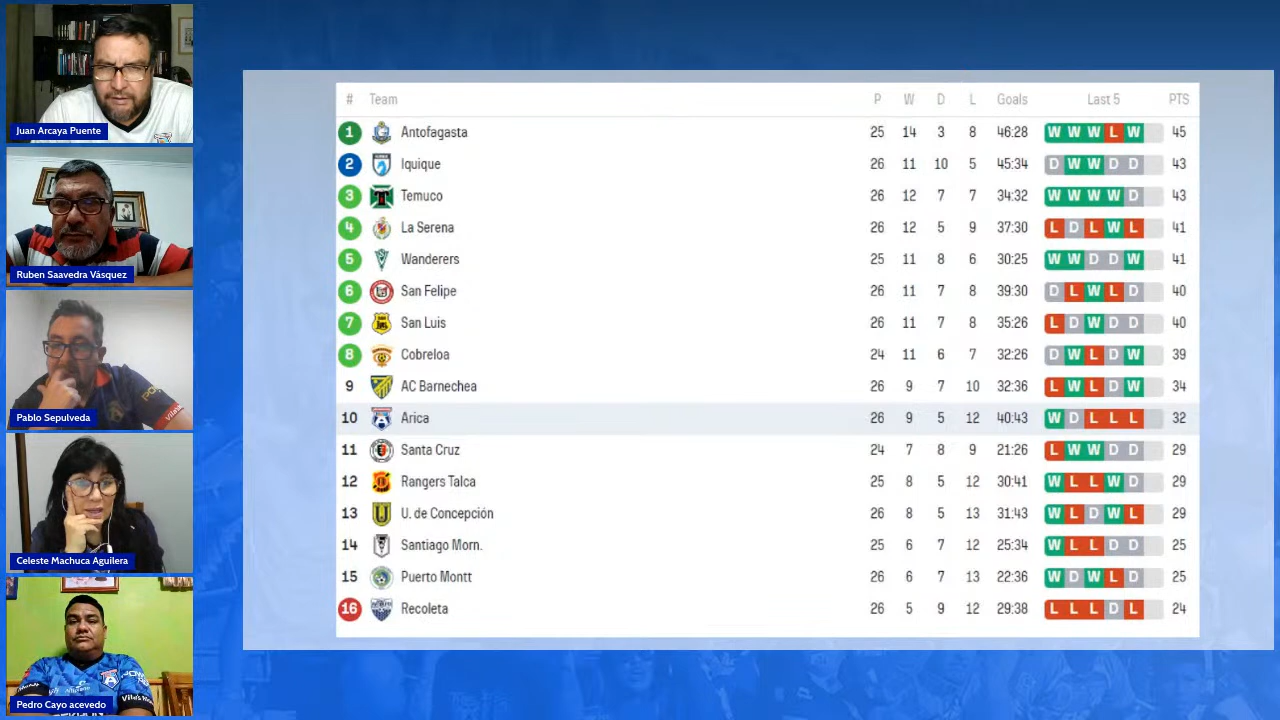 Juan Arcaya Puente
Ruben Saavedra Vásquez
Pablo Sepulveda
Celeste Machuca Aguilera
Pedro Cayo acevedo
# Team P W D L Goals Last 5 PTS
1 Antofagasta 25 14 3 8 46:28 W W W L W 45
2 Iquique 26 11 10 5 45:34 D W W D D 43
3 Temuco 26 12 7 7 34:32 W W W W D 43
4 La Serena 26 12 5 9 37:30 L D L W L 41
5 Wanderers 25 11 8 6 30:25 W W D D W 41
6 San Felipe 26 11 7 8 39:30 D L W L D 40
7 San Luis 26 11 7 8 35:26 L D W D D 40
8 Cobreloa 24 11 6 7 32:26 D W L D W 39
9 AC Barnechea 26 9 7 10 32:36 L W L D W 34
10 Arica 26 9 5 12 40:43 W D L L L 32
11 Santa Cruz 24 7 8 9 21:26 L W W D D 29
12 Rangers Talca 25 8 5 12 30:41 W L L W D 29
13 U. de Concepción 26 8 5 13 31:43 W L D W L 29
14 Santiago Morn. 25 6 7 12 25:34 W L L D D 25
15 Puerto Montt 26 6 7 13 22:36 W D W L D 25
16 Recoleta 26 5 9 12 29:38 L L L D L 24